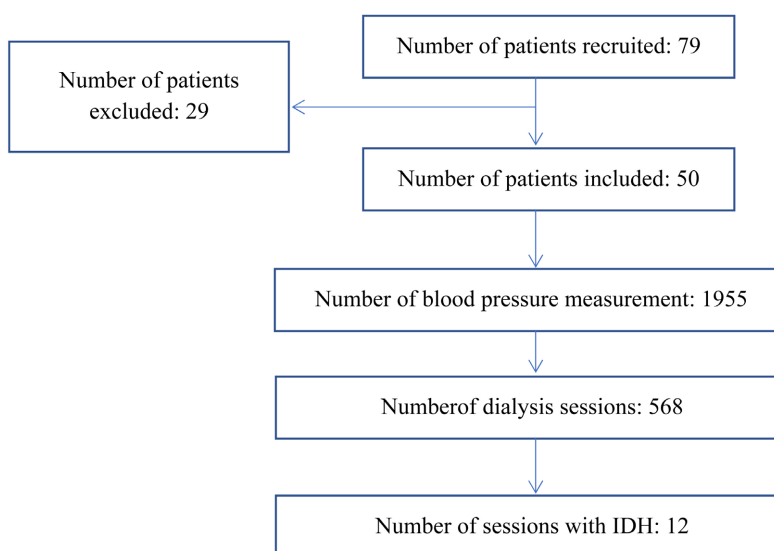 Number of patients recruited: 79
Number of patients
excluded: 29
Number of patients included: 50
Number of blood pressure measurement: 1955
Numberof dialysis sessions: 568
Number of sessions with IDH: 12